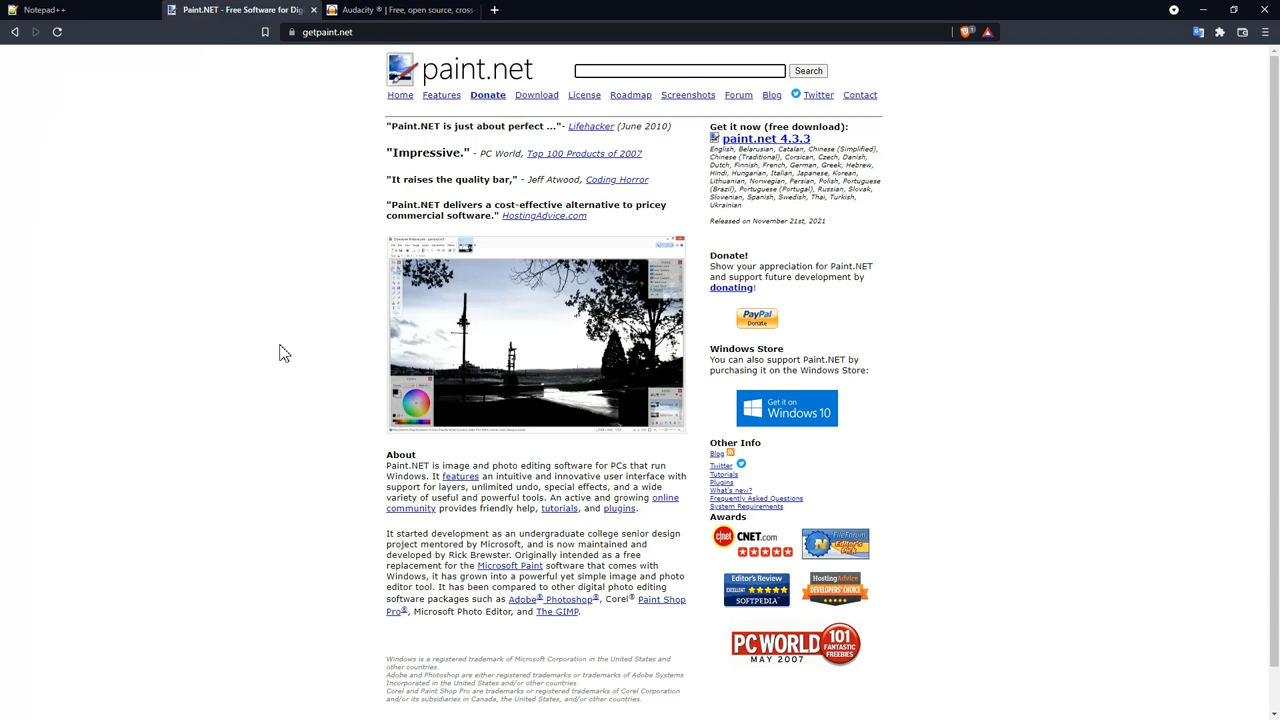 Notepad++
Paint.NET - Free Software for Digi
Audacity ® | Free, open source, cross-
getpaint.net
paint.net
Search
Home Features Donate Download License Roadmap Screenshots Forum Blog Twitter Contact
"Paint.NET is just about perfect ..."- Lifehacker (June 2010)
"Impressive." - PC World, Top 100 Products of 2007
"It raises the quality bar," - Jeff Atwood, Coding Horror
"Paint.NET delivers a cost-effective alternative to pricey
commercial software." HostingAdvice.com
About
Paint.NET is image and photo editing software for PCs that run
Windows. It features an intuitive and innovative user interface with
support for layers, unlimited undo, special effects, and a wide
variety of useful and powerful tools. An active and growing online
community provides friendly help, tutorials, and plugins.
It started development as an undergraduate college senior design
project mentored by Microsoft, and is now maintained and
developed by Rick Brewster. Originally intended as a free
replacement for the Microsoft Paint software that comes with
Windows, it has grown into a powerful yet simple image and photo
editor tool. It has been compared to other digital photo editing
software packages such as Adobe® Photoshop®, Corel® Paint Shop
Pro®, Microsoft Photo Editor, and The GIMP.
Windows is a registered trademark of Microsoft Corporation in the United States and
other countries.
Adobe and Photoshop are either registered trademarks or trademarks of Adobe Systems
Incorporated in the United States and/or other countries.
Corel and Paint Shop Pro are trademarks or registered trademarks of Corel Corporation
and/or its subsidiaries in Canada, the United States, and/or other countries.
Get it now (free download):
paint.net 4.3.3
English, Belarusian, Catalan, Chinese (Simplified),
Chinese (Traditional), Corsican, Czech, Danish,
Dutch, Finnish, French, German, Greek, Hebrew,
Hindi, Hungarian, Italian, Japanese, Korean,
Lithuanian, Norwegian, Persian, Polish, Portuguese
(Brazil), Portuguese (Portugal), Russian, Slovak,
Slovenian, Spanish, Swedish, Thai, Turkish,
Ukrainian
Released on November 21st, 2021
Donate!
Show your appreciation for Paint.NET
and support future development by
donating!
PayPal
Donate
Windows Store
You can also support Paint.NET by
purchasing it on the Windows Store:
Get it on
Windows 10
Other Info
Blog
Twitter
Tutorials
Plugins
What's new?
Frequently Asked Questions
System Requirements
Awards
cnet CNET.com
FileForum
Editor's
Pick
Editor's Review
EXCELLENT
SOFTPEDIA
HostingAdvice
DEVELOPERS' CHOICE
PC WORLD
MAY 2007
101
FANTASTIC
FREEBIES